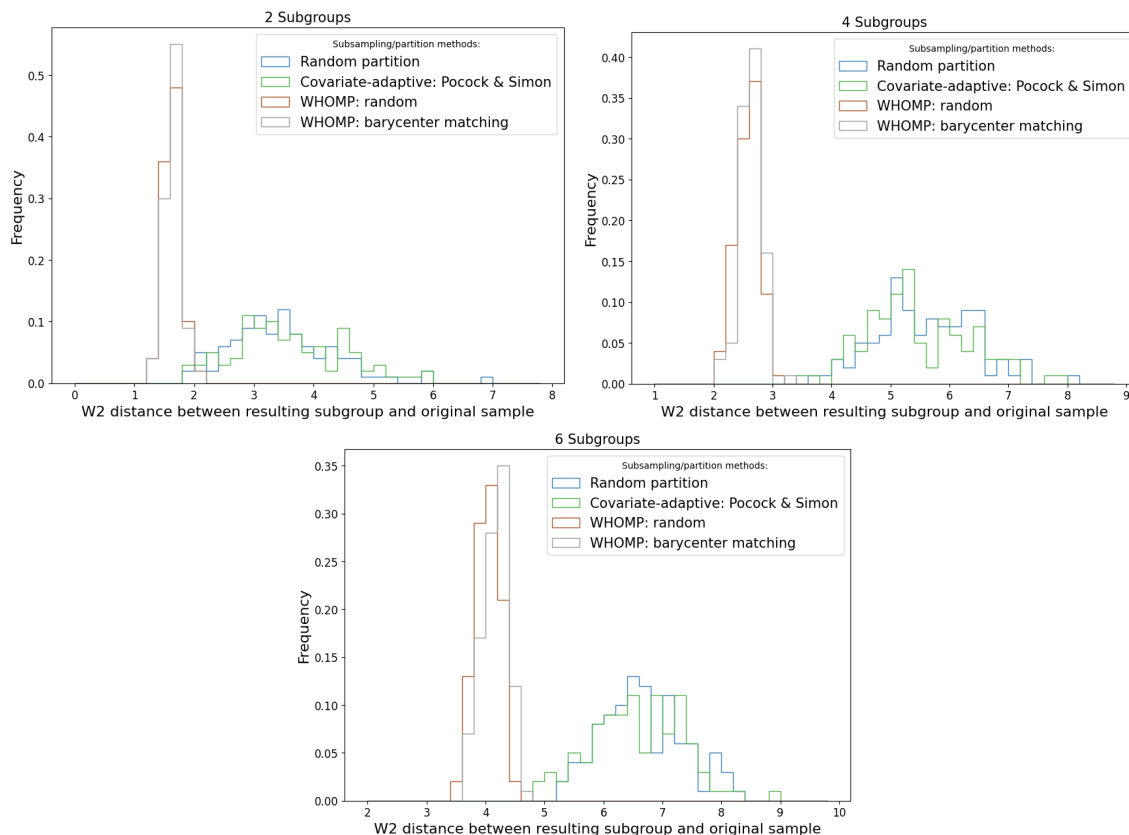 2 Subgroups
Frequency
0.5
0.4
0.3
0.2
0.1
0.0
Subsampling/partition methods:
Random partition
Covariate-adaptive: Pocock & Simon
WHOMP: random
WHOMP: barycenter matching
0 1 2 3 4 5 6 7 8
W2 distance between resulting subgroup and original sample
4 Subgroups
Frequency
0.40
0.35
0.30
0.25
0.20
0.15
0.10
0.05
0.00
Subsampling/partition methods:
Random partition
Covariate-adaptive: Pocock & Simon
WHOMP: random
WHOMP: barycenter matching
1 2 3 4 5 6 7 8 9
W2 distance between resulting subgroup and original sample
6 Subgroups
Frequency
0.35
0.30
0.25
0.20
0.15
0.10
0.05
0.00
Subsampling/partition methods:
Random partition
Covariate-adaptive: Pocock & Simon
WHOMP: random
WHOMP: barycenter matching
2 3 4 5 6 7 8 9 10
W2 distance between resulting subgroup and original sample